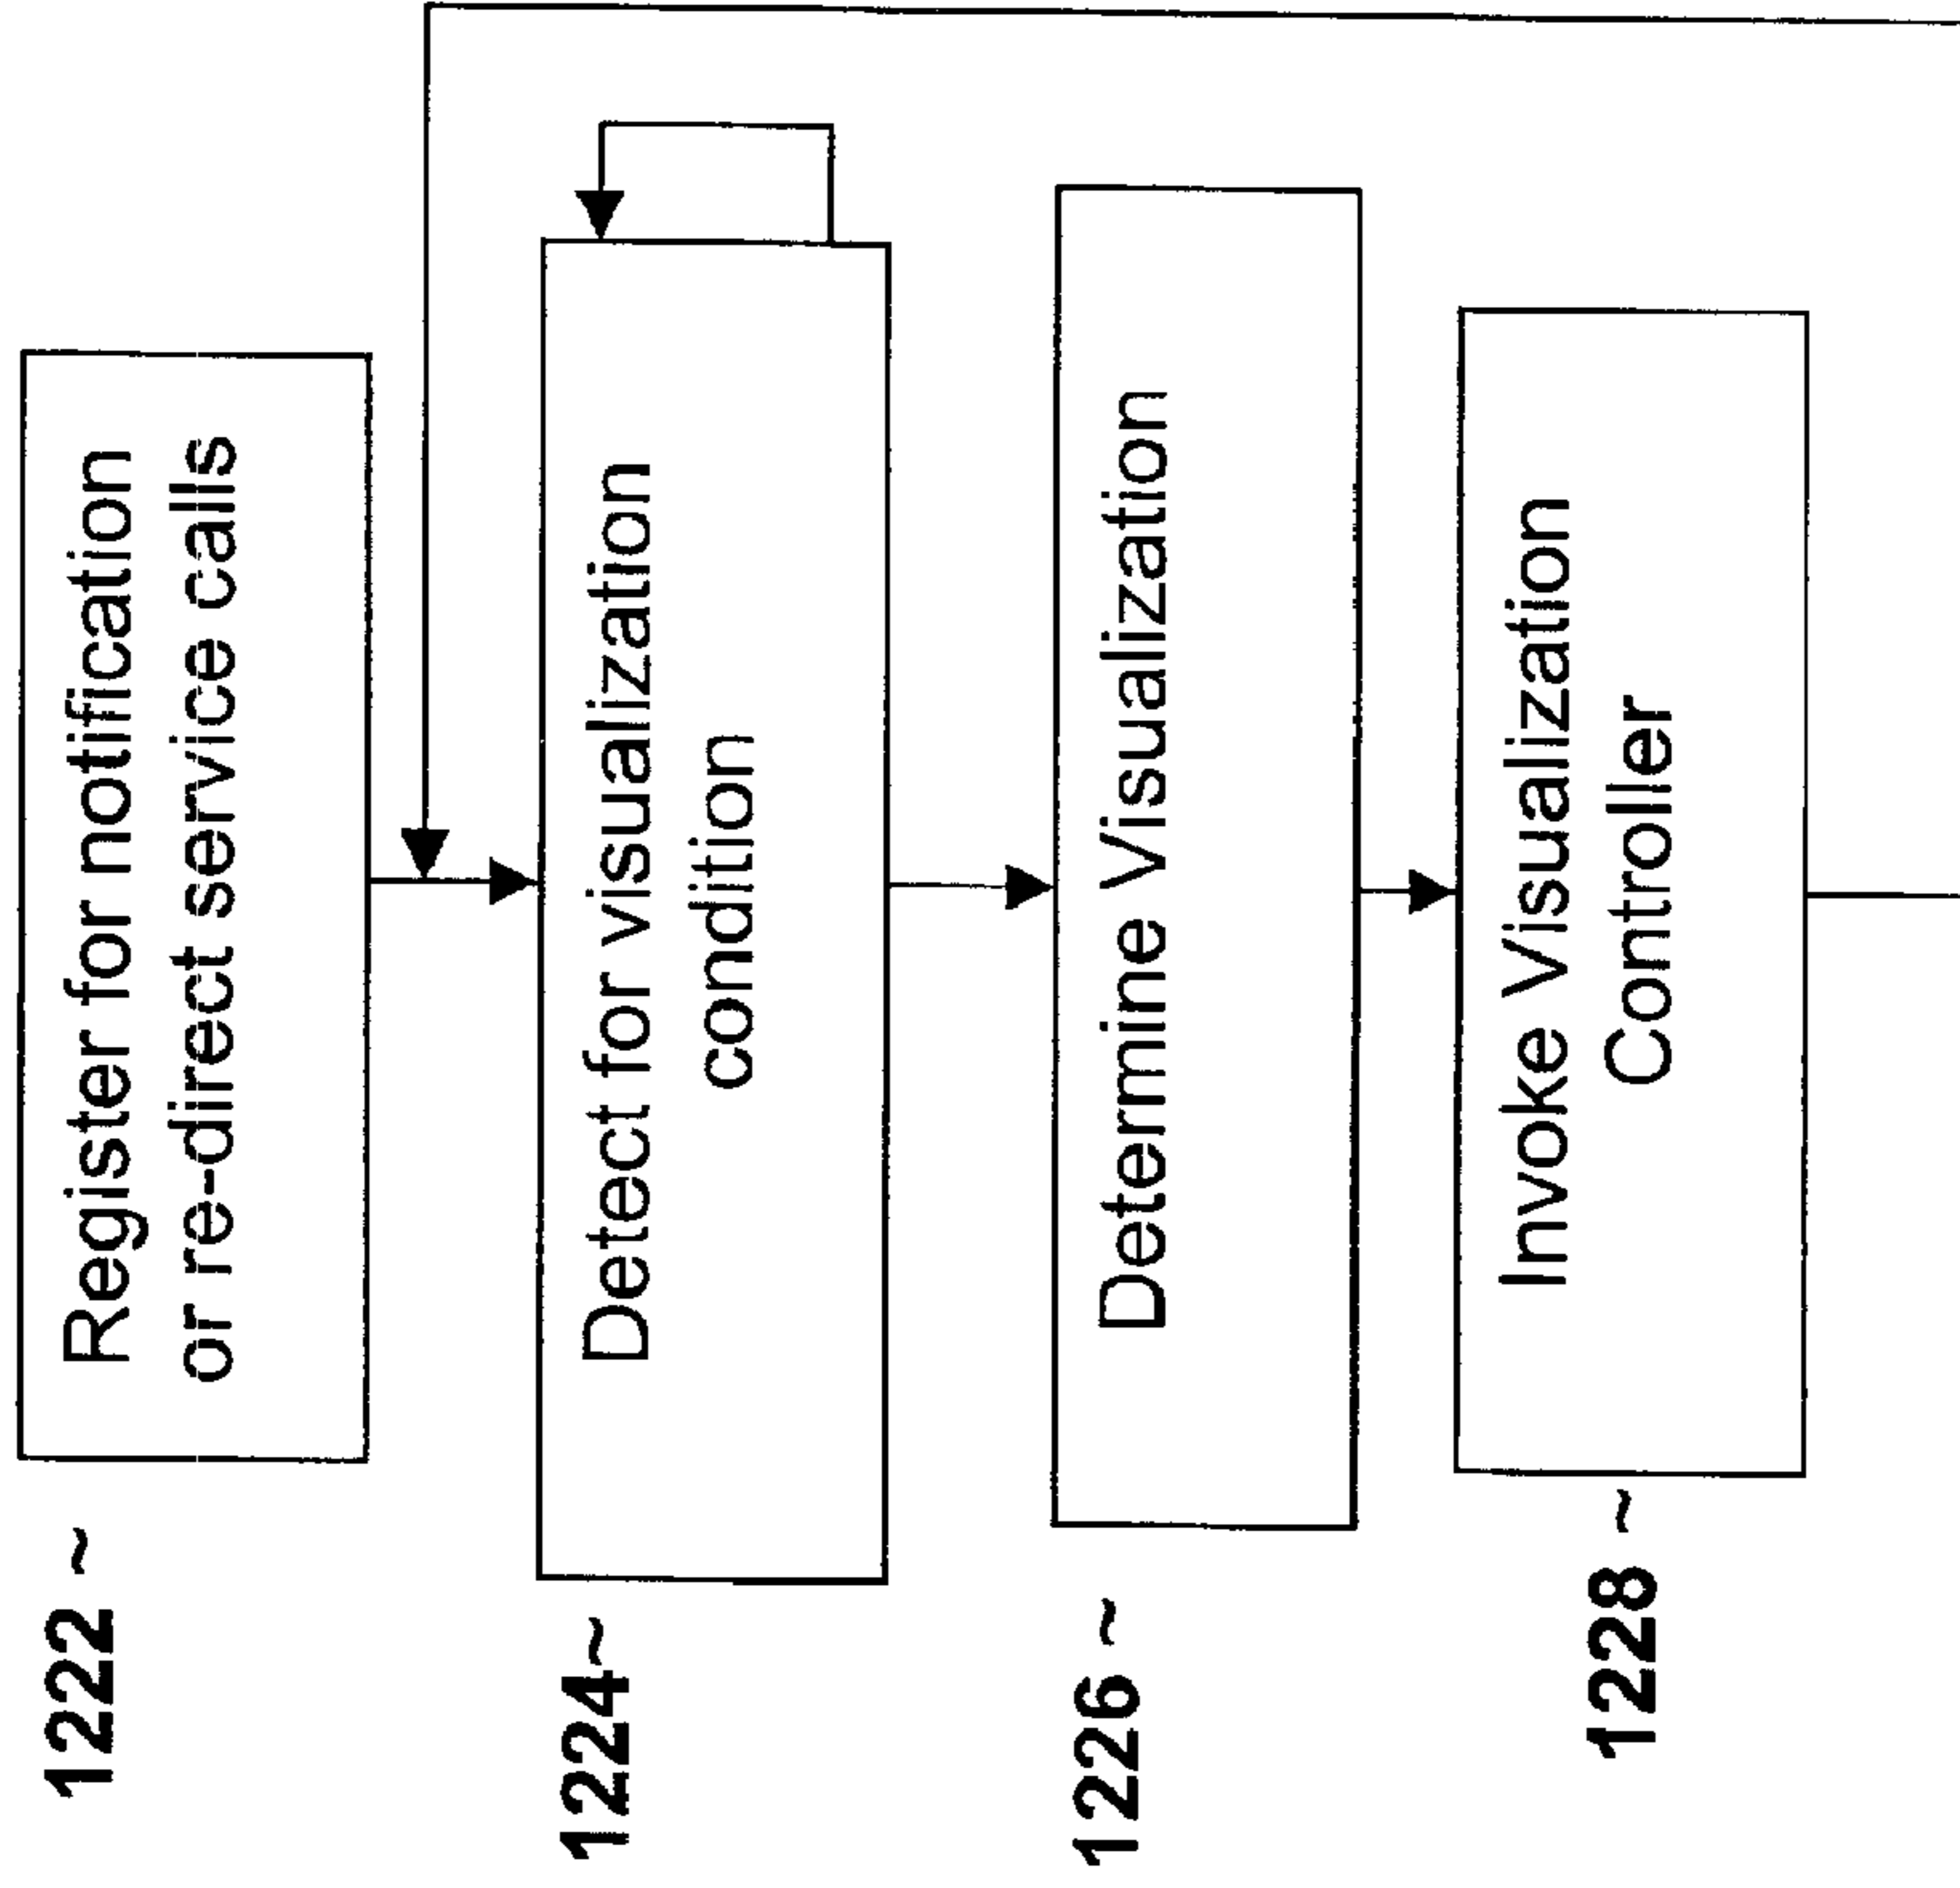 1222 ~
Register for notification
or re-direct service calls
1224~
Detect for visualization
condition
1226 ~
Determine Visualization
1228 ~
Invoke Visualization
Controller